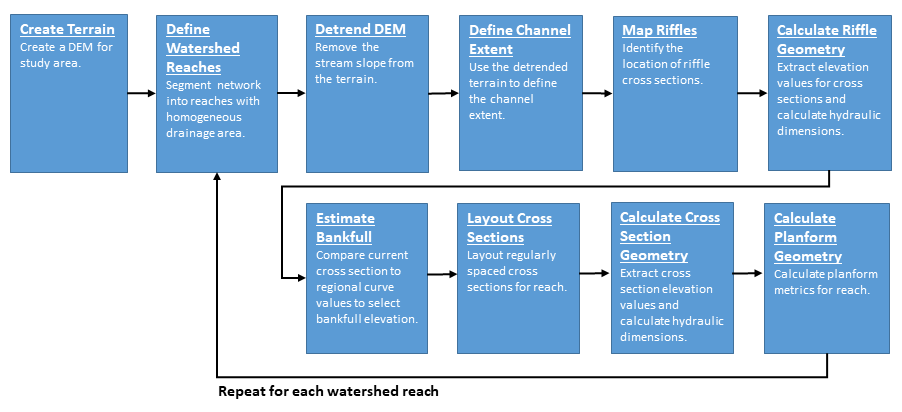 Create Terrain
Create a DEM for
study area.
Define
Watershed
Reaches
Segment network
into reaches with
homogeneous
drainage area.
Detrend DEM
Remove the
stream slope from
the terrain.
Define Channel
Extent
Use the detrended
terrain to define
the channel
extent.
Map Riffles
Identify the
location of riffle
cross sections.
Calculate Riffle
Geometry
Extract elevation
values for cross
sections and
calculate hydraulic
dimensions.
Estimate
Bankfull
Compare current
cross section to
regional curve
values to select
bankfull elevation.
Layout Cross
Sections
Layout regularly
spaced cross
sections for reach.
Calculate Cross
Section
Geometry
Extract cross
section elevation
values and
calculate hydraulic
dimensions.
Calculate
Planform
Geometry
Calculate planform
metrics for reach.
Repeat for each watershed reach